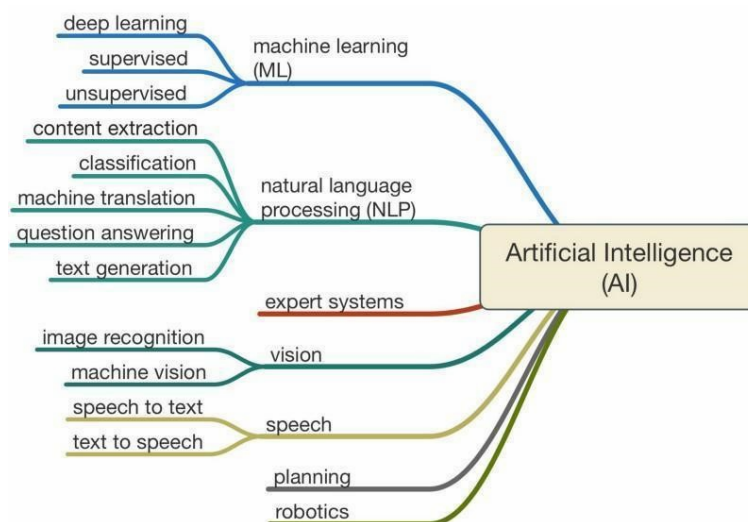 deep learning
supervised
unsupervised
machine learning
(ML)
content extraction
classification
machine translation
question answering
text generation
natural language
processing (NLP)
expert systems
image recognition
machine vision
vision
speech to text
text to speech
speech
planning
robotics
Artificial Intelligence
(AI)